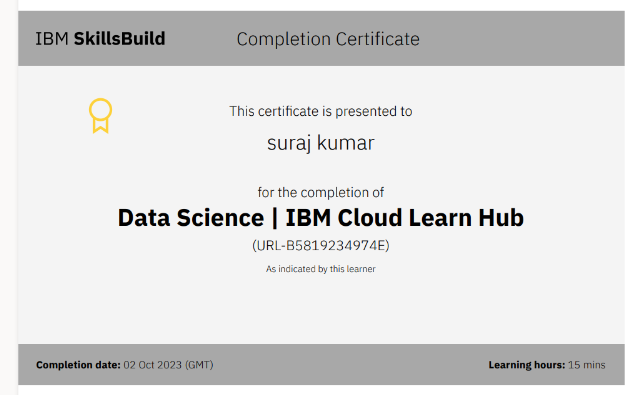 IBM SkillsBuild
Completion Certificate
This certificate is presented to
suraj kumar
for the completion of
Data Science | IBM Cloud Learn Hub
(URL-B5819234974E)
As indicated by this learner
Completion date: 02 Oct 2023 (GMT)
Learning hours: 15 mins